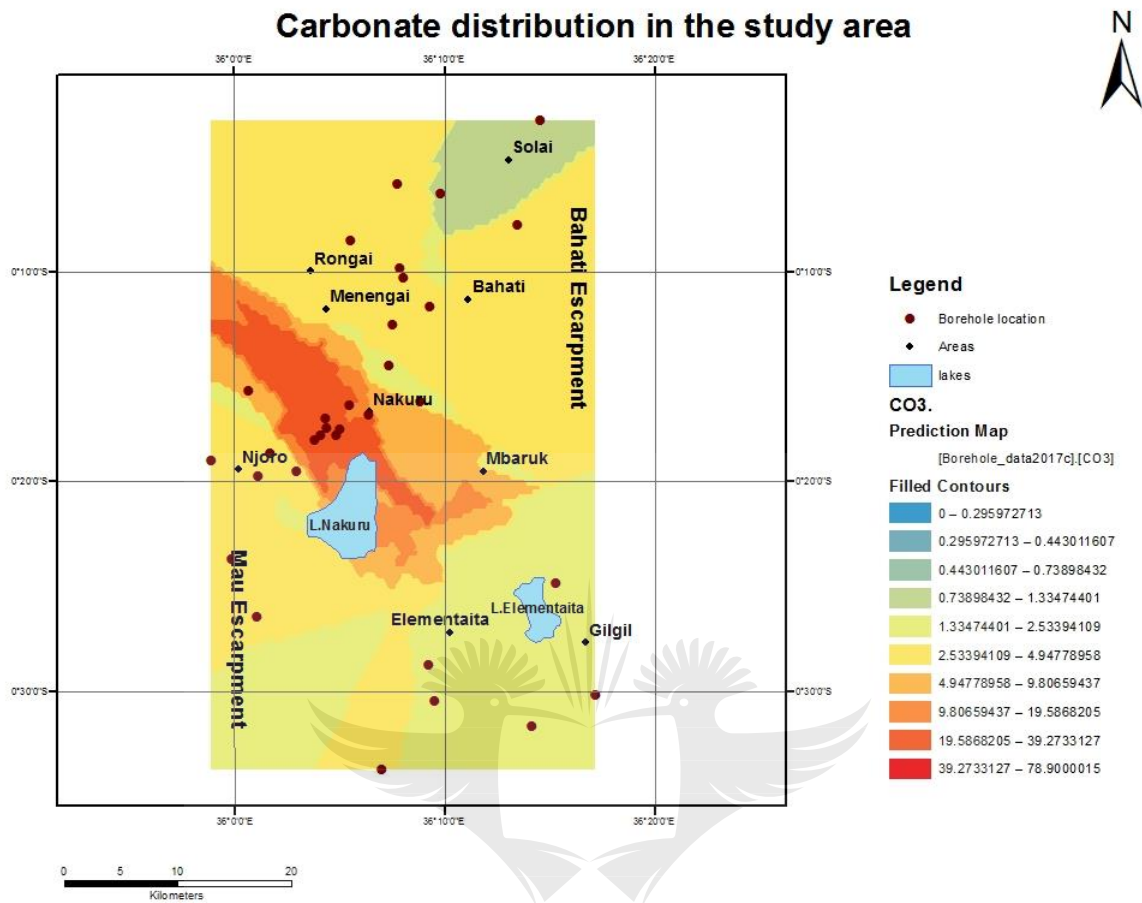 Carbonate distribution in the study area
N
36°0'0"E
36°10'0"E
36°20'0"E
Solai
Bahati Escarpment
Rongai
0°10'0"S
0°10'0"S
Bahati
Menengai
Nakuru
Njoro
Mbaruk
0°20'0"S
0°20'0"S
L.Nakuru
Mau Escarpment
L.Elementaita
Elementaita
Gilgil
0°30'0"S
0°30'0"S
36°0'0"E
36°10'0"E
36°20'0"E
0 5 10 20
Kilometers
Legend
Borehole location
Areas
lakes
CO3.
Prediction Map
[Borehole_data2017c].[CO3]
Filled Contours
0 – 0.295972713
0.295972713 – 0.443011607
0.443011607 – 0.73898432
0.73898432 – 1.33474401
1.33474401 – 2.53394109
2.53394109 – 4.94778958
4.94778958 – 9.80659437
9.80659437 – 19.5868205
19.5868205 – 39.2733127
39.2733127 – 78.9000015